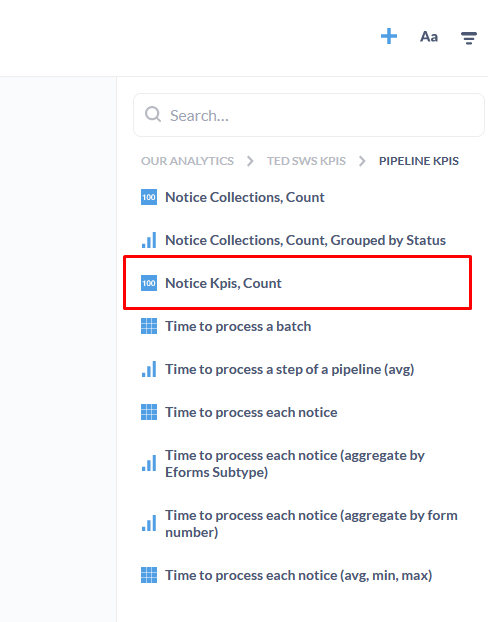 Aa
Search...
OUR ANALYTICS > TED SWS KPIS > PIPELINE KPIS
100 Notice Collections, Count
Notice Collections, Count, Grouped by Status
100 Notice Kpis, Count
Time to process a batch
Time to process a step of a pipeline (avg)
Time to process each notice
Time to process each notice (aggregate by
Eforms Subtype)
Time to process each notice (aggregate by form
number)
Time to process each notice (avg, min, max)